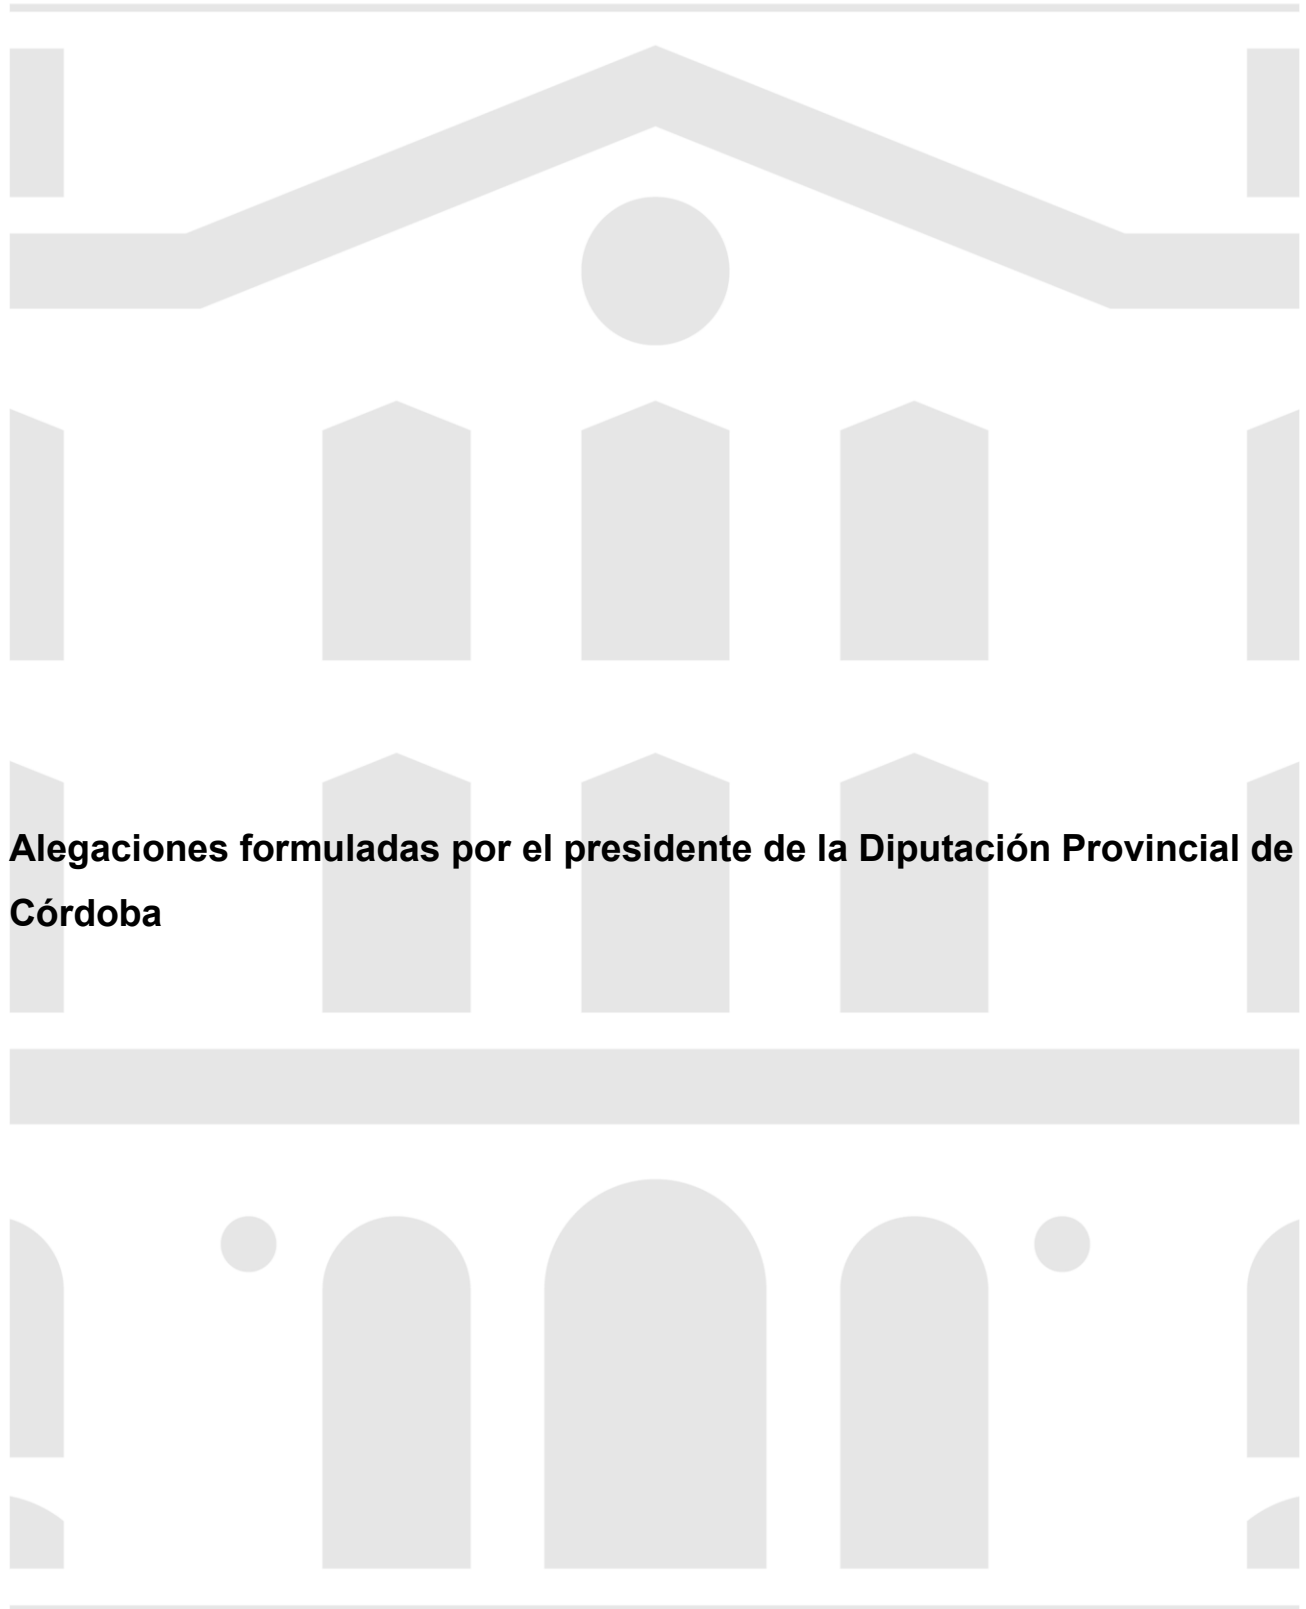 Alegaciones formuladas por el presidente de la Diputación Provincial de
Córdoba